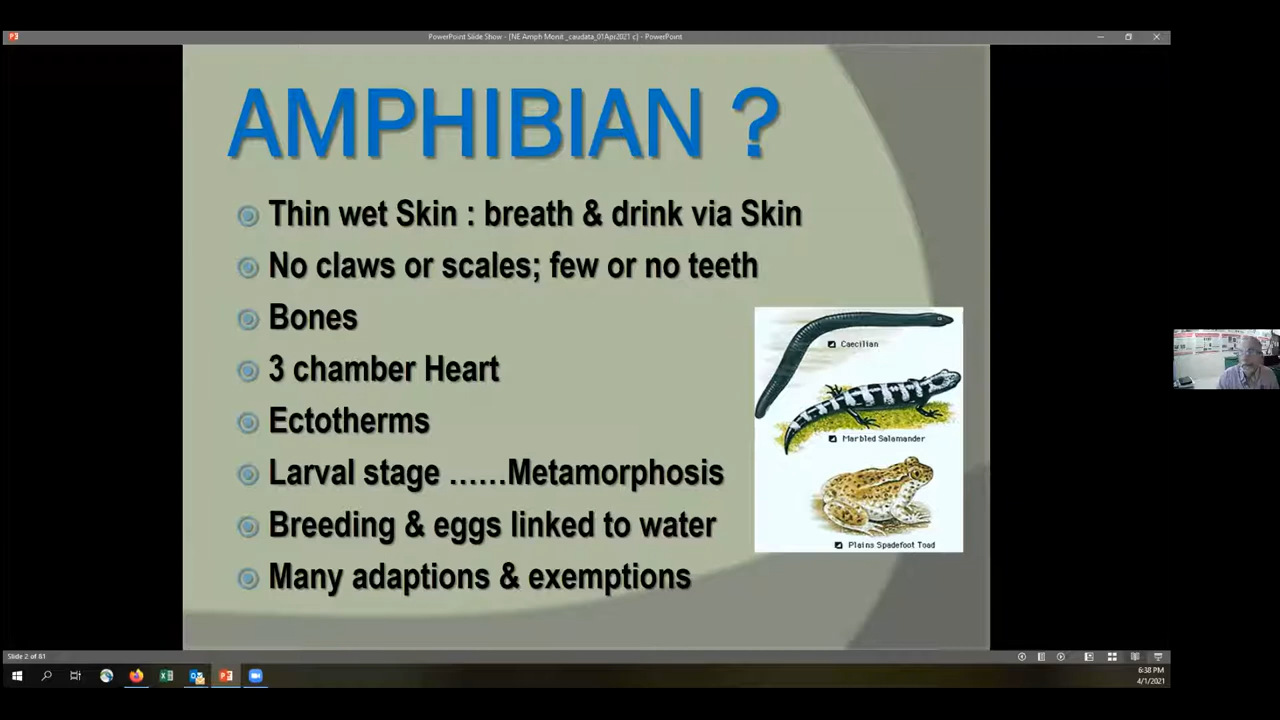 PowerPoint Slide Show - [NE Amph Monit _caudata_01Apr2021 c] - PowerPoint
AMPHIBIAN ?
Thin wet Skin : breath & drink via Skin
No claws or scales; few or no teeth
Bones
3 chamber Heart
Ectotherms
Larval stage ......Metamorphosis
Breeding & eggs linked to water
Many adaptions & exemptions
Caecilian
Marbled Salamander
Plains Spadefoot Toad
Slide 2 of 81
6:38 PM
4/1/2021